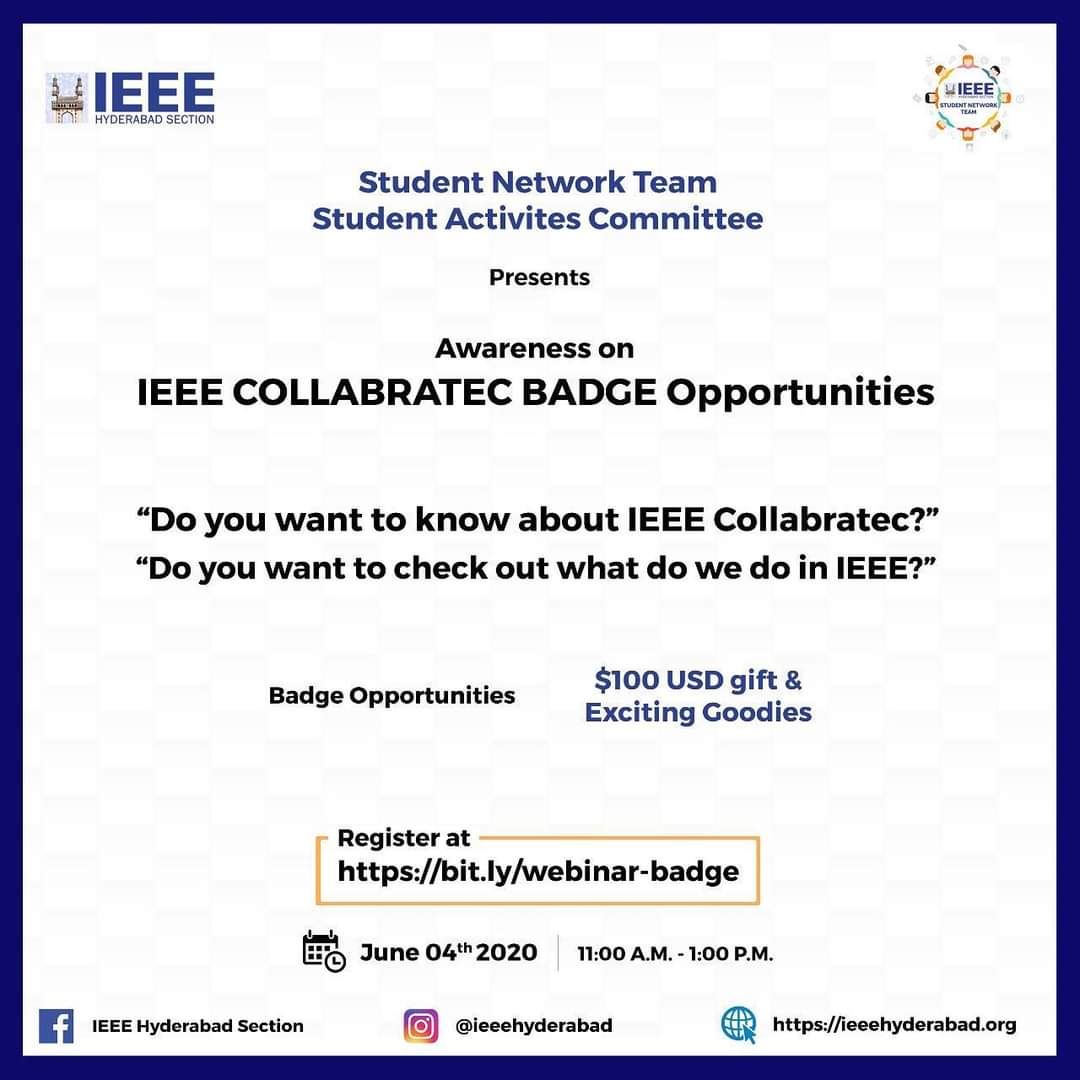 IEEE
HYDERABAD SECTION
IEEE
HYDERABAD SECTION
STUDENT NETWORK
TEAM
Student Network Team
Student Activites Committee
Presents
Awareness on
IEEE COLLABRATEC BADGE Opportunities
“Do you want to know about IEEE Collabratec?”
“Do you want to check out what do we do in IEEE?”
Badge Opportunities
$100 USD gift &
Exciting Goodies
Register at
https://bit.ly/webinar-badge
June 04th 2020 11:00 A.M. - 1:00 P.M.
IEEE Hyderabad Section @ieeehyderabad https://ieeehyderabad.org